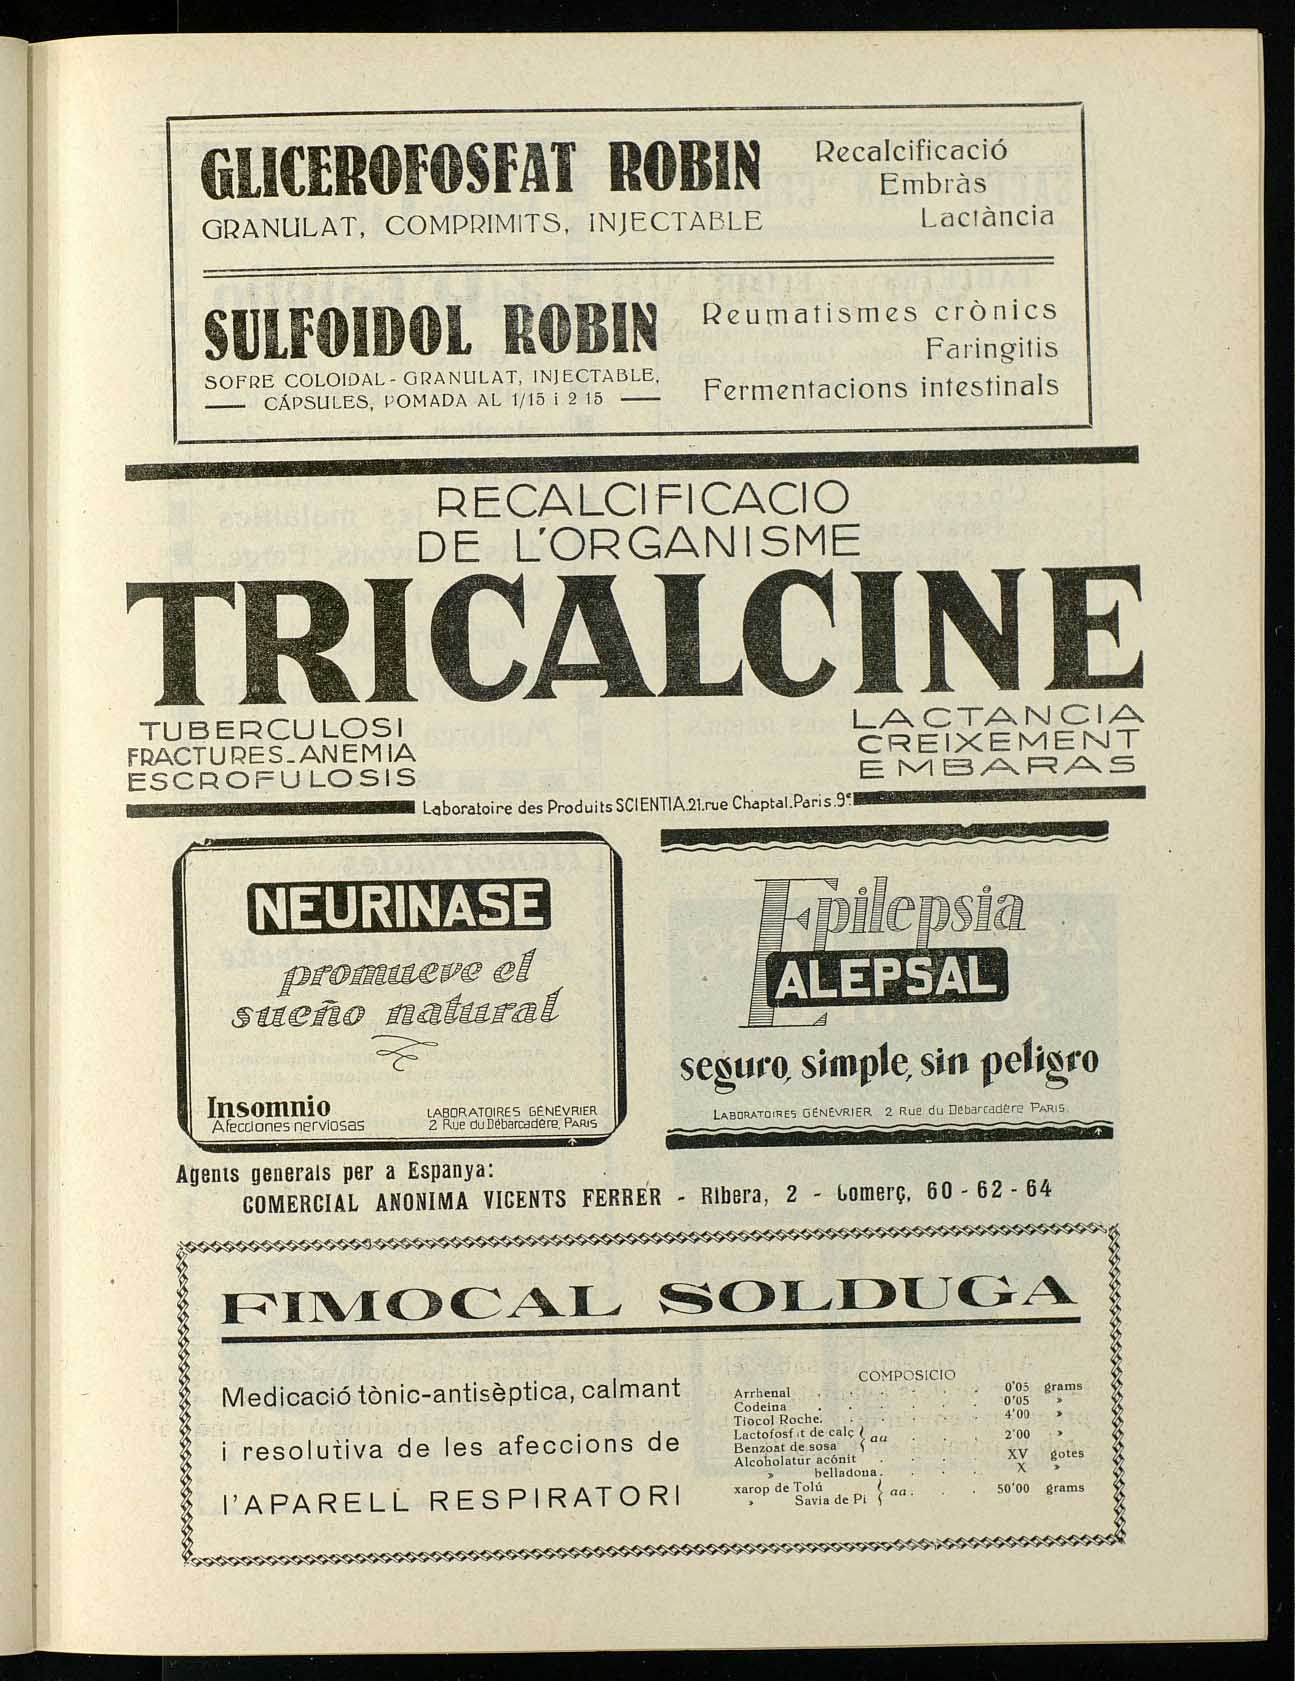 GLICEROFOSFAT ROBIN
GRANULAT, COMPRIMITS, INJECTABLE
Recalcificació
Embràs
Lactància
SULFOIDOL ROBIN
SOFRE COLOIDAL - GRANULAT, INJECTABLE,
CÁPSULES, POMADA AL 1/15 i 2 15
Reumatismes crònics
Faringitis
Fermentacions intestinals
RECALCIFICACIO
DE L'ORGANISME
TRICALCINE
TUBERCULOSI
FRACTURES-ANEMIA
ESCROFULOSIS
LACTANCIA
CREIXEMENT
EMBARAS
Laboratoire des Produits SCIENTIA.21.rue Chaptal.Paris.9e
NEURINASE
promueve el
sueño natural
Insomnio
Afecciones nerviosas
LABORATOIRES GÉNÉVRIER
2 Rue du Débarcadère, PARIS
Epilepsia
ALEPSAL
seguro, simple, sin peligro
LABORATOIRES GÉNÉVRIER 2 Rue du Débarcadère PARIS
Agents generals per a Espanya:
COMERCIAL ANONIMA VICENTS FERRER - Ribera, 2 - Comerç, 60 - 62 - 64
FIMOCAL SOLDUGA
Medicació tònic-antisèptica, calmant
i resolutiva de les afeccions de
l'APARELL RESPIRATORI
COMPOSICIO
Arrhenal . . . . . . 0'05 grams
Codeina . . . . . . 0'05 »
Tiocol Roche. . . . . . 4'00 »
Lactofosfat de calç } aa . . . 2'00 »
Benzoat de sosa
Alcoholatur acónit . . . . XV gotes
» belladona. . . . X »
xarop de Tolú } aa . . . 50'00 grams
» Savia de Pi